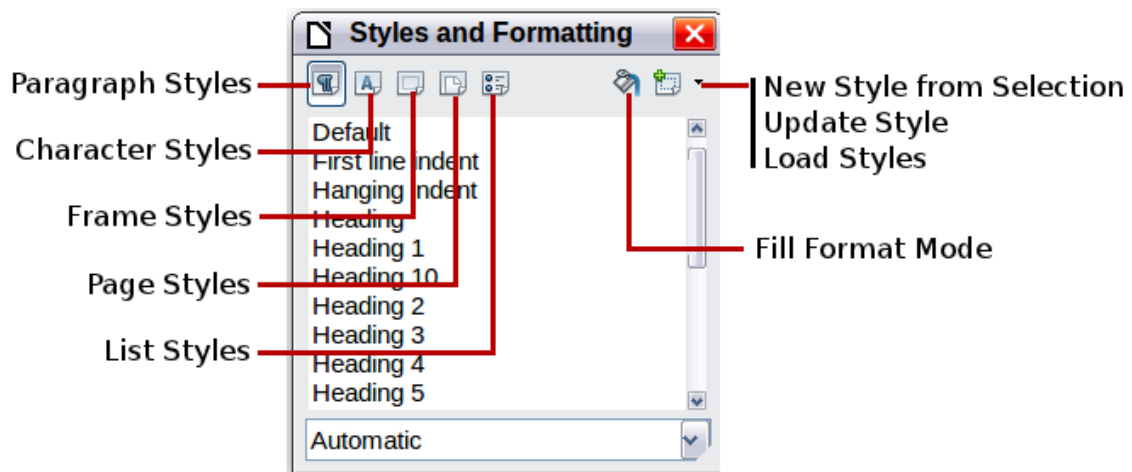 Styles and Formatting
Paragraph Styles
Character Styles
Frame Styles
Page Styles
List Styles
New Style from Selection
Update Style
Load Styles
Fill Format Mode
Default
First line indent
Hanging indent
Heading
Heading 1
Heading 10
Heading 2
Heading 3
Heading 4
Heading 5
Automatic